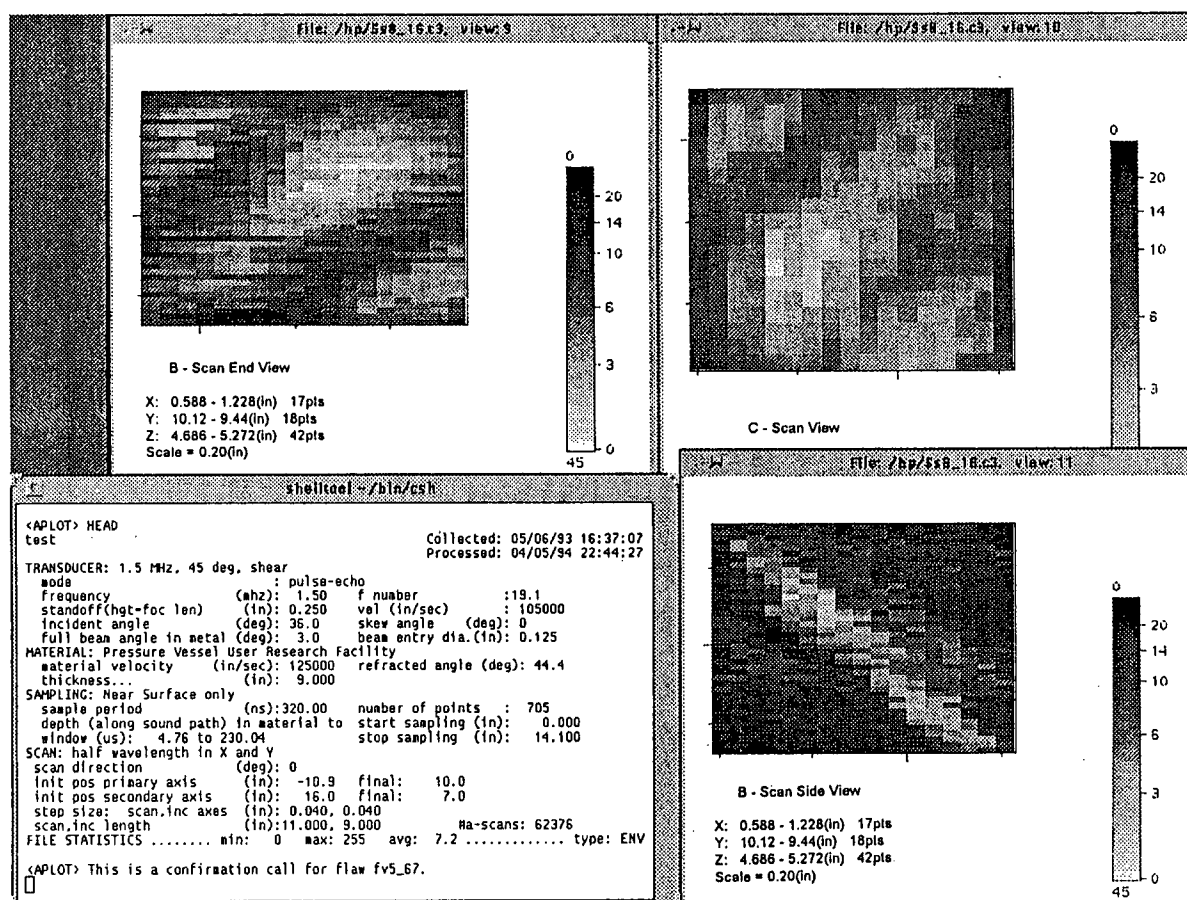 File: /hp/5s8_16.c3, view: 9
B - Scan End View
X: 0.588 - 1.228(in) 17pts
Y: 10.12 - 9.44(in) 18pts
Z: 4.686 - 5.272(in) 42pts
Scale = 0.20(in)
0
20
14
10
6
3
0
45
File: /hp/5s8_16.c3, view: 10
C - Scan View
0
20
14
10
6
3
shelltool - /bin/csh
<APLOT> HEAD
test
Collected: 05/06/93 16:37:07
Processed: 04/05/94 22:44:27
TRANSDUCER: 1.5 MHz, 45 deg, shear
mode : pulse-echo
frequency (mhz): 1.50 f number :19.1
standoff(hgt-foc len) (in): 0.250 vel (in/sec) : 105000
incident angle (deg): 36.0 skew angle (deg): 0
full beam angle in metal (deg): 3.0 beam entry dia.(in): 0.125
MATERIAL: Pressure Vessel User Research Facility
material velocity (in/sec): 125000 refracted angle (deg): 44.4
thickness... (in): 9.000
SAMPLING: Near Surface only
sample period (ns):320.00 number of points : 705
depth (along sound path) in material to start sampling (in): 0.000
window (us): 4.76 to 230.04 stop sampling (in): 14.100
SCAN: half wavelength in X and Y
scan direction (deg): 0
init pos primary axis (in): -10.9 final: 10.0
init pos secondary axis (in): 16.0 final: 7.0
step size: scan,inc axes (in): 0.040, 0.040
scan,inc length (in):11.000, 9.000 #a-scans: 62376
FILE STATISTICS ........ min: 0 max: 255 avg: 7.2 ............. type: ENV
<APLOT> This is a confirmation call for flaw fv5_67.
File: /hp/5s8_16.c3, view: 11
B - Scan Side View
X: 0.588 - 1.228(in) 17pts
Y: 10.12 - 9.44(in) 18pts
Z: 4.686 - 5.272(in) 42pts
Scale = 0.20(in)
0
20
14
10
6
3
0
45